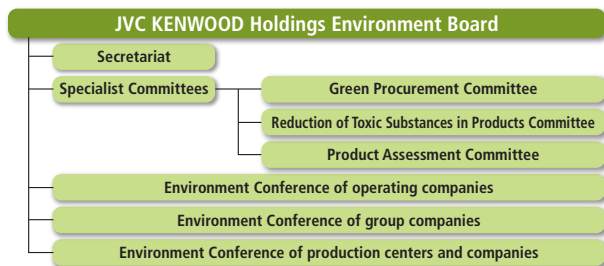 JVC KENWOOD Holdings Environment Board
Secretariat
Specialist Committees
Green Procurement Committee
Reduction of Toxic Substances in Products Committee
Product Assessment Committee
Environment Conference of operating companies
Environment Conference of group companies
Environment Conference of production centers and companies